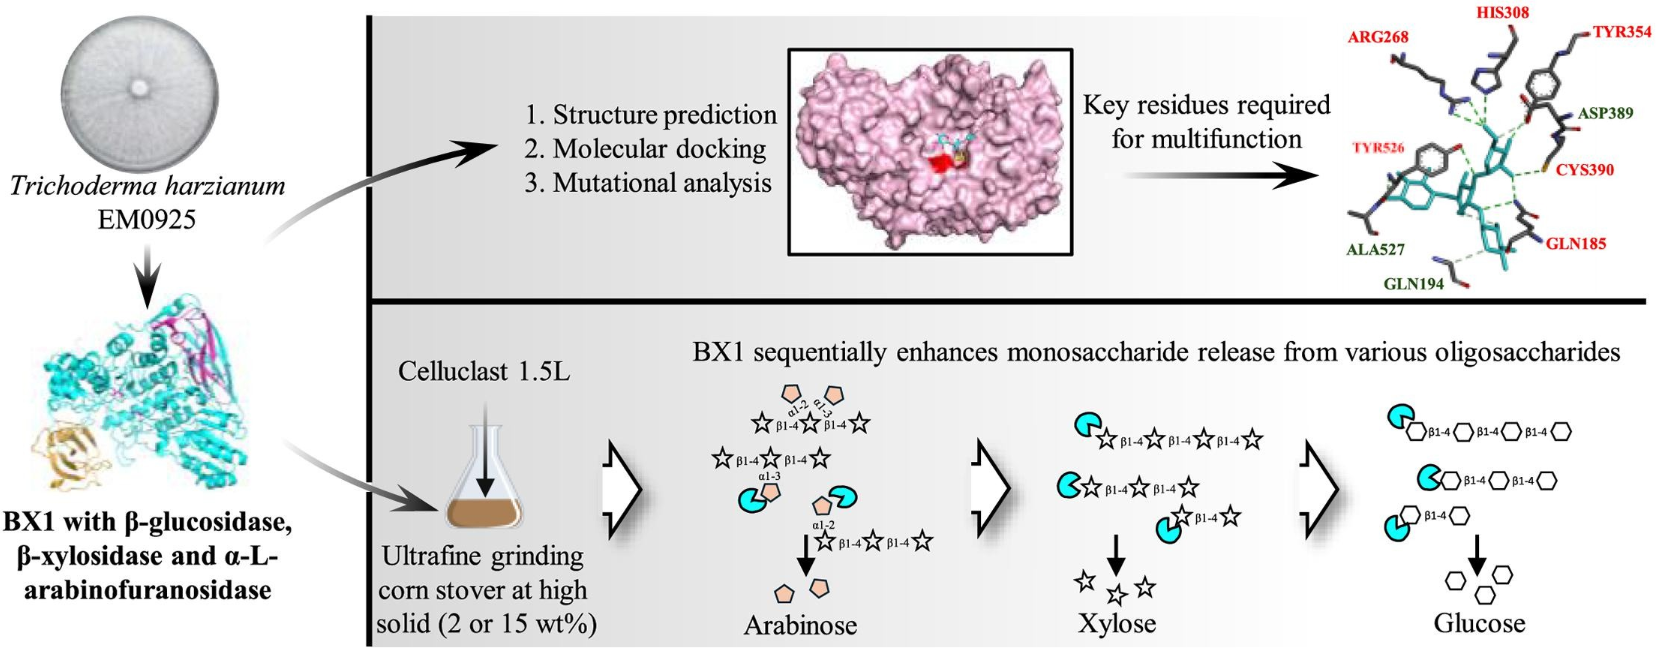 Trichoderma harzianum
EM0925
BX1 with β-glucosidase,
β-xylosidase and α-L-
arabinofuranosidase
1. Structure prediction
2. Molecular docking
3. Mutational analysis
Key residues required
for multifunction
HIS308
ARG268
TYR354
ASP389
TYR526
CYS390
ALA527
GLN185
GLN194
Celluclast 1.5L
Ultrafine grinding
corn stover at high
solid (2 or 15 wt%)
BX1 sequentially enhances monosaccharide release from various oligosaccharides
α1-2 α1-3
β1-4 β1-4
β1-4 β1-4
α1-3
α1-2
β1-4 β1-4
Arabinose
β1-4 β1-4 β1-4
β1-4 β1-4
β1-4
Xylose
β1-4 β1-4 β1-4
β1-4 β1-4
β1-4
Glucose